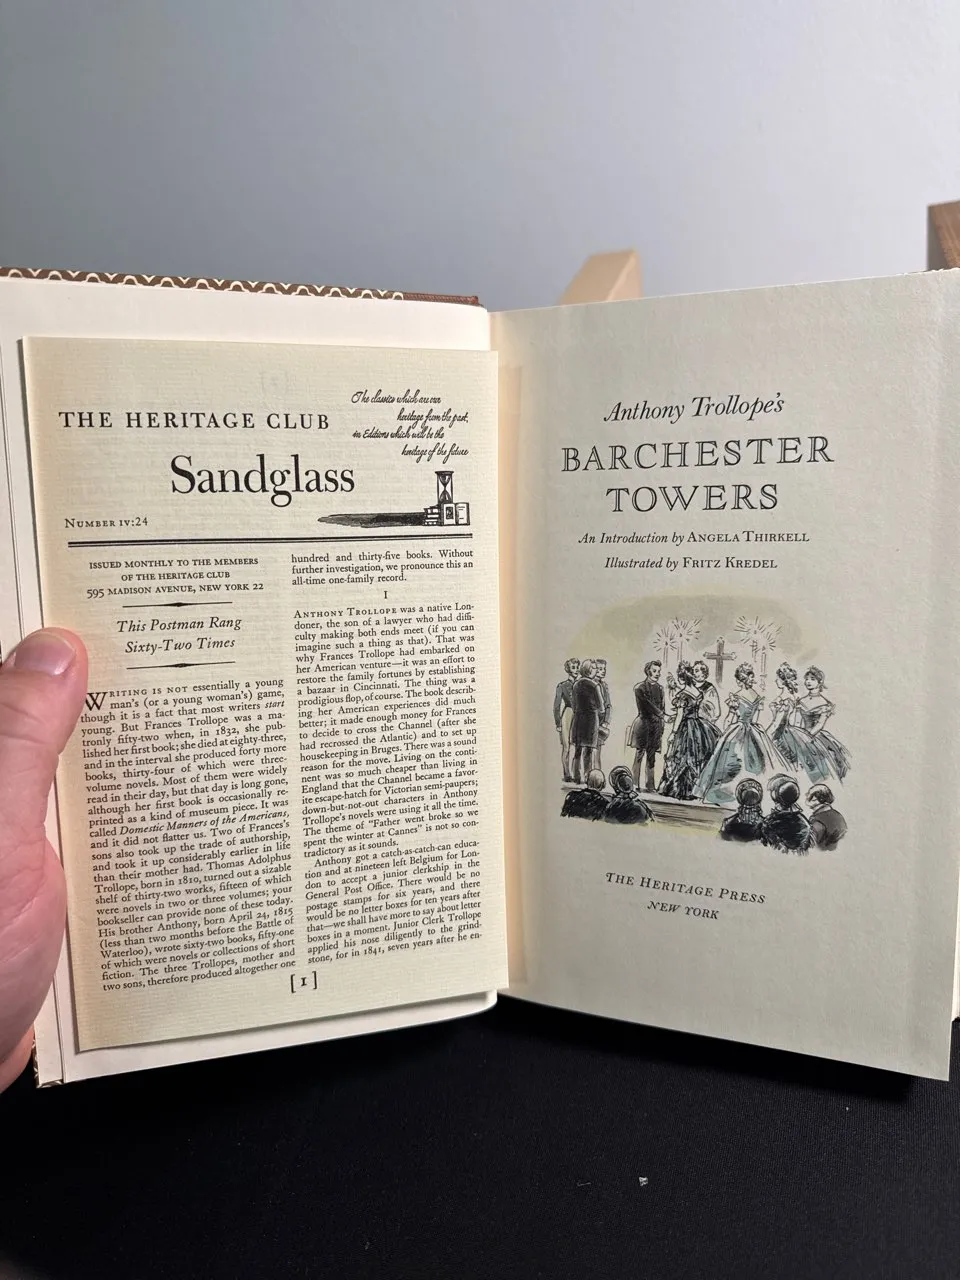 THE HERITAGE CLUB
The classics which are our
heritage from the past,
in Editions which will be the
heritage of the future
Sandglass
NUMBER IV:24
ISSUED MONTHLY TO THE MEMBERS
OF THE HERITAGE CLUB
595 MADISON AVENUE, NEW YORK 22
This Postman Rang
Sixty-Two Times
WRITING IS NOT essentially a young
man's (or a young woman's) game,
though it is a fact that most writers start
young. But Frances Trollope was a ma-
tronly fifty-two when, in 1832, she pub-
lished her first book; she died at eighty-three,
and in the interval she produced forty more
books, thirty-four of which were three-
volume novels. Most of them were widely
read in their day, but that day is long gone,
although her first book is occasionally re-
printed as a kind of museum piece. It was
called Domestic Manners of the Americans,
and it did not flatter us. Two of Frances's
sons also took up the trade of authorship,
and took it up considerably earlier in life
than their mother had. Thomas Adolphus
Trollope, born in 1810, turned out a sizable
shelf of thirty-two works, fifteen of which
were novels in two or three volumes; your
bookseller can provide none of these today.
His brother Anthony, born April 24, 1815
(less than two months before the Battle of
Waterloo), wrote sixty-two books, fifty-one
of which were novels or collections of short
fiction. The three Trollopes, mother and
two sons, therefore produced altogether one
hundred and thirty-five books. Without
further investigation, we pronounce this an
all-time one-family record.
I
ANTHONY TROLLOPE was a native Lon-
doner, the son of a lawyer who had diffi-
culty making both ends meet (if you can
imagine such a thing as that). That was
why Frances Trollope had embarked on
her American venture—it was an effort to
restore the family fortunes by establishing
a bazaar in Cincinnati. The thing was a
prodigious flop, of course. The book describ-
ing her American experiences did much
better; it made enough money for Frances
to decide to cross the Channel (after she
had recrossed the Atlantic) and to set up
housekeeping in Bruges. There was a sound
reason for the move. Living on the conti-
nent was so much cheaper than living in
England that the Channel became a favor-
ite escape-hatch for Victorian semi-paupers;
down-but-not-out characters in Anthony
Trollope's novels were using it all the time.
The theme of "Father went broke so we
spent the winter at Cannes" is not so con-
tradictory as it sounds.
Anthony got a catch-as-catch-can educa-
tion and at nineteen left Belgium for Lon-
don to accept a junior clerkship in the
General Post Office. There would be no
postage stamps for six years, and there
would be no letter boxes for ten years after
that—we shall have more to say about letter
boxes in a moment. Junior Clerk Trollope
applied his nose diligently to the grind-
stone, for in 1841, seven years after he en-
[1]
Anthony Trollope's
BARCHESTER
TOWERS
An Introduction by ANGELA THIRKELL
Illustrated by FRITZ KREDEL
THE HERITAGE PRESS
NEW YORK